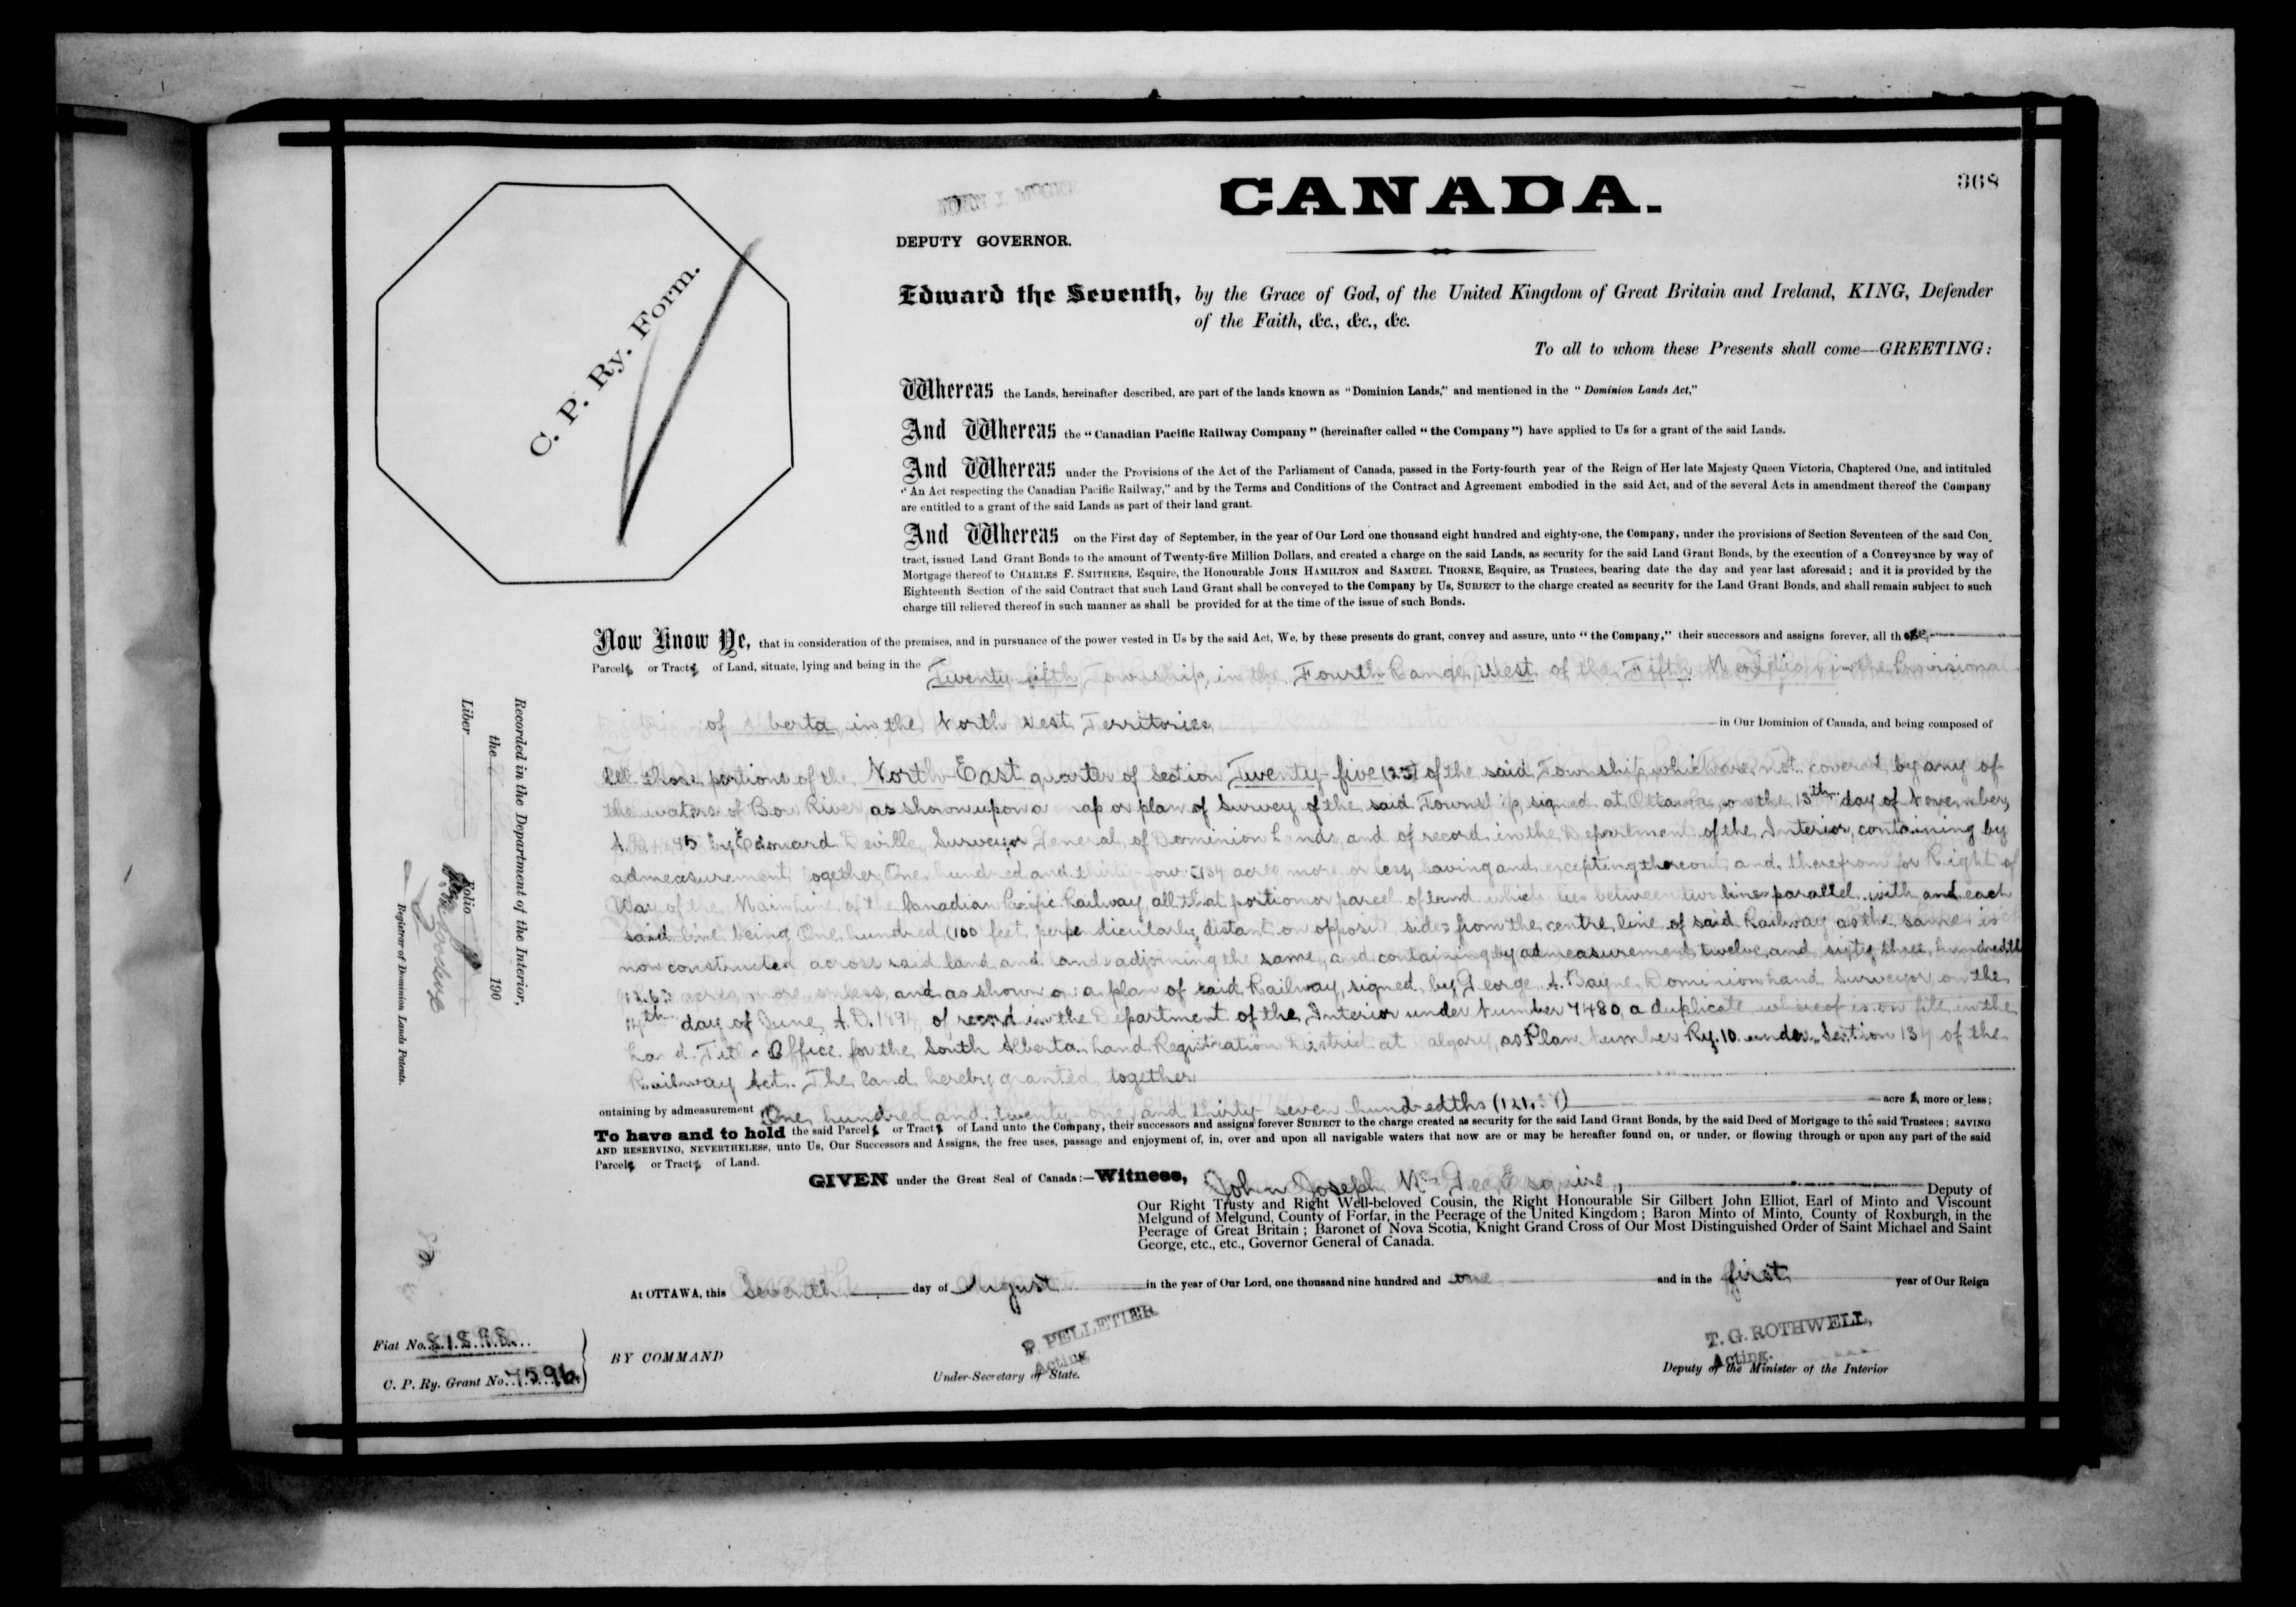 368
JOHN J. McGEE
CANADA.
DEPUTY GOVERNOR.
C. P. Ry. Form.
Edward the Seventh, by the Grace of God, of the United Kingdom of Great Britain and Ireland, KING, Defender
of the Faith, &c., &c., &c.
To all to whom these Presents shall come—GREETING:
Whereas the Lands, hereinafter described, are part of the lands known as "Dominion Lands," and mentioned in the "Dominion Lands Act,"
And Whereas the "Canadian Pacific Railway Company" (hereinafter called "the Company") have applied to Us for a grant of the said Lands.
And Whereas under the Provisions of the Act of the Parliament of Canada, passed in the Forty-fourth year of the Reign of Her late Majesty Queen Victoria, Chaptered One, and intituled
"An Act respecting the Canadian Pacific Railway," and by the Terms and Conditions of the Contract and Agreement embodied in the said Act, and of the several Acts in amendment thereof the Company
are entitled to a grant of the said Lands as part of their land grant.
And Whereas on the First day of September, in the year of Our Lord one thousand eight hundred and eighty-one, the Company, under the provisions of Section Seventeen of the said Con
tract, issued Land Grant Bonds to the amount of Twenty-five Million Dollars, and created a charge on the said Lands, as security for the said Land Grant Bonds, by the execution of a Conveyance by way of
Mortgage thereof to CHARLES F. SMITHERS, Esquire, the Honourable JOHN HAMILTON and SAMUEL THORNE, Esquire, as Trustees, bearing date the day and year last aforesaid; and it is provided by the
Eighteenth Section of the said Contract that such Land Grant shall be conveyed to the Company by Us, SUBJECT to the charge created as security for the Land Grant Bonds, and shall remain subject to such
charge till relieved thereof in such manner as shall be provided for at the time of the issue of such Bonds.
Now Know Ye, that in consideration of the premises, and in pursuance of the power vested in Us by the said Act, We, by these presents do grant, convey and assure, unto "the Company," their successors and assigns forever, all those
Parcels or Tracts of Land, situate, lying and being in the Twenty-fifth Township, in the Fourth Range, West of the Fifth Meridian in the Provisional
of Alberta in the North West Territories in Our Dominion of Canada, and being composed of
All those portions of the North-East quarter of Section Twenty-five (25) of the said Township which are not covered by any of
the waters of Bow River, as shown upon a map or plan of Survey of the said Township, signed at Ottawa, on the 13th day of November,
A.D. 1895 by Edouard Deville, Surveyor General of Dominion Lands, and of record in the Department of the Interior, containing by
admeasurement together, One hundred and thirty-four (134 acres more or less, saving and excepting thereout and therefrom for Right of
Way of the Main Line of the Canadian Pacific Railway, all that portion or parcel of land which lies between two lines parallel with and each
said line being One hundred (100 feet perpendicularly distant on opposite sides from the centre line of said Railway as the same is
now constructed across said land and lands adjoining the same, and containing by admeasurement, twelve and sixty three hundredth
(12.63 acres more or less, and as shown on a plan of said Railway, signed by George A. Bayne, Dominion Land Surveyor, on the
14th day of June, A.D. 1894, of record in the Department of the Interior under Number 7480, a duplicate whereof is on file in the
Land Titles Office for the South Alberta Land Registration District at Calgary, as Plan Number Ry. 10. under Section 134 of the
Railway Act. The land hereby granted together
ontaining by admeasurement One hundred and twenty-one and thirty-seven hundredths (121.37) acres, more or less;
To have and to hold the said Parcels or Tracts of Land unto the Company, their successors and assigns forever SUBJECT to the charge created as security for the said Land Grant Bonds, by the said Deed of Mortgage to the said Trustees; SAVING
AND RESERVING, NEVERTHELESS, unto Us, Our Successors and Assigns, the free uses, passage and enjoyment of, in, over and upon all navigable waters that now are or may be hereafter found on, or under, or flowing through or upon any part of the said
Parcels or Tracts of Land.
GIVEN under the Great Seal of Canada:—Witness, John Joseph McGee, Esquire, Deputy of
Our Right Trusty and Right Well-beloved Cousin, the Right Honourable Sir Gilbert John Elliot, Earl of Minto and Viscount
Melgund of Melgund, County of Forfar, in the Peerage of the United Kingdom; Baron Minto of Minto, County of Roxburgh, in the
Peerage of Great Britain; Baronet of Nova Scotia, Knight Grand Cross of Our Most Distinguished Order of Saint Michael and Saint
George, etc., etc., Governor General of Canada.
At OTTAWA, this Seventh day of August in the year of Our Lord, one thousand nine hundred and one and in the first year of Our Reign
P. PELLETIER
Acting
Under-Secretary of State.
T. G. ROTHWELL,
Acting.
Deputy of the Minister of the Interior
BY COMMAND
Fiat No. 81898
C. P. Ry. Grant No. 7596
Recorded in the Department of the Interior,
the 190
Liber Folio
Registrar of Dominion Lands Patents.